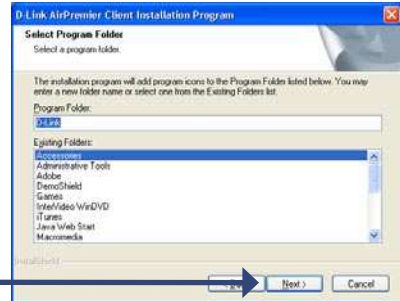 D-Link AirPremier Client Installation Program
Select Program Folder
Select a program folder.
The installation program will add program icons to the Program Folder listed below. You may
enter a new folder name or select one from the Existing Folders list.
Program Folder:
D-Link
Existing Folders:
Accessories
Administrative Tools
Adobe
DemoShield
Games
InterVideo WinDVD
iTunes
Java Web Start
Macromedia
InstallShield
Next >
Cancel